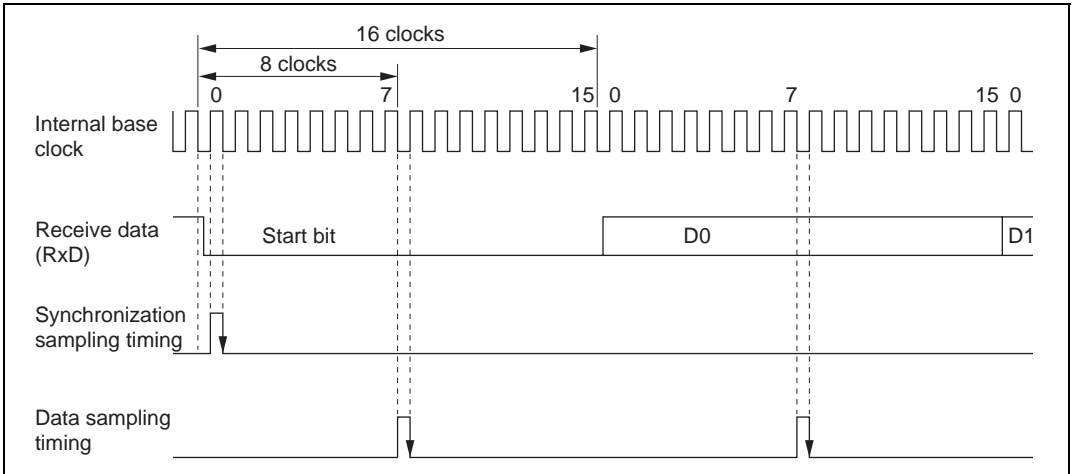 16 clocks
8 clocks
0 7 15 0 7 15 0
Internal base
clock
Receive data
(RxD)
Start bit D0 D1
Synchronization
sampling timing
Data sampling
timing